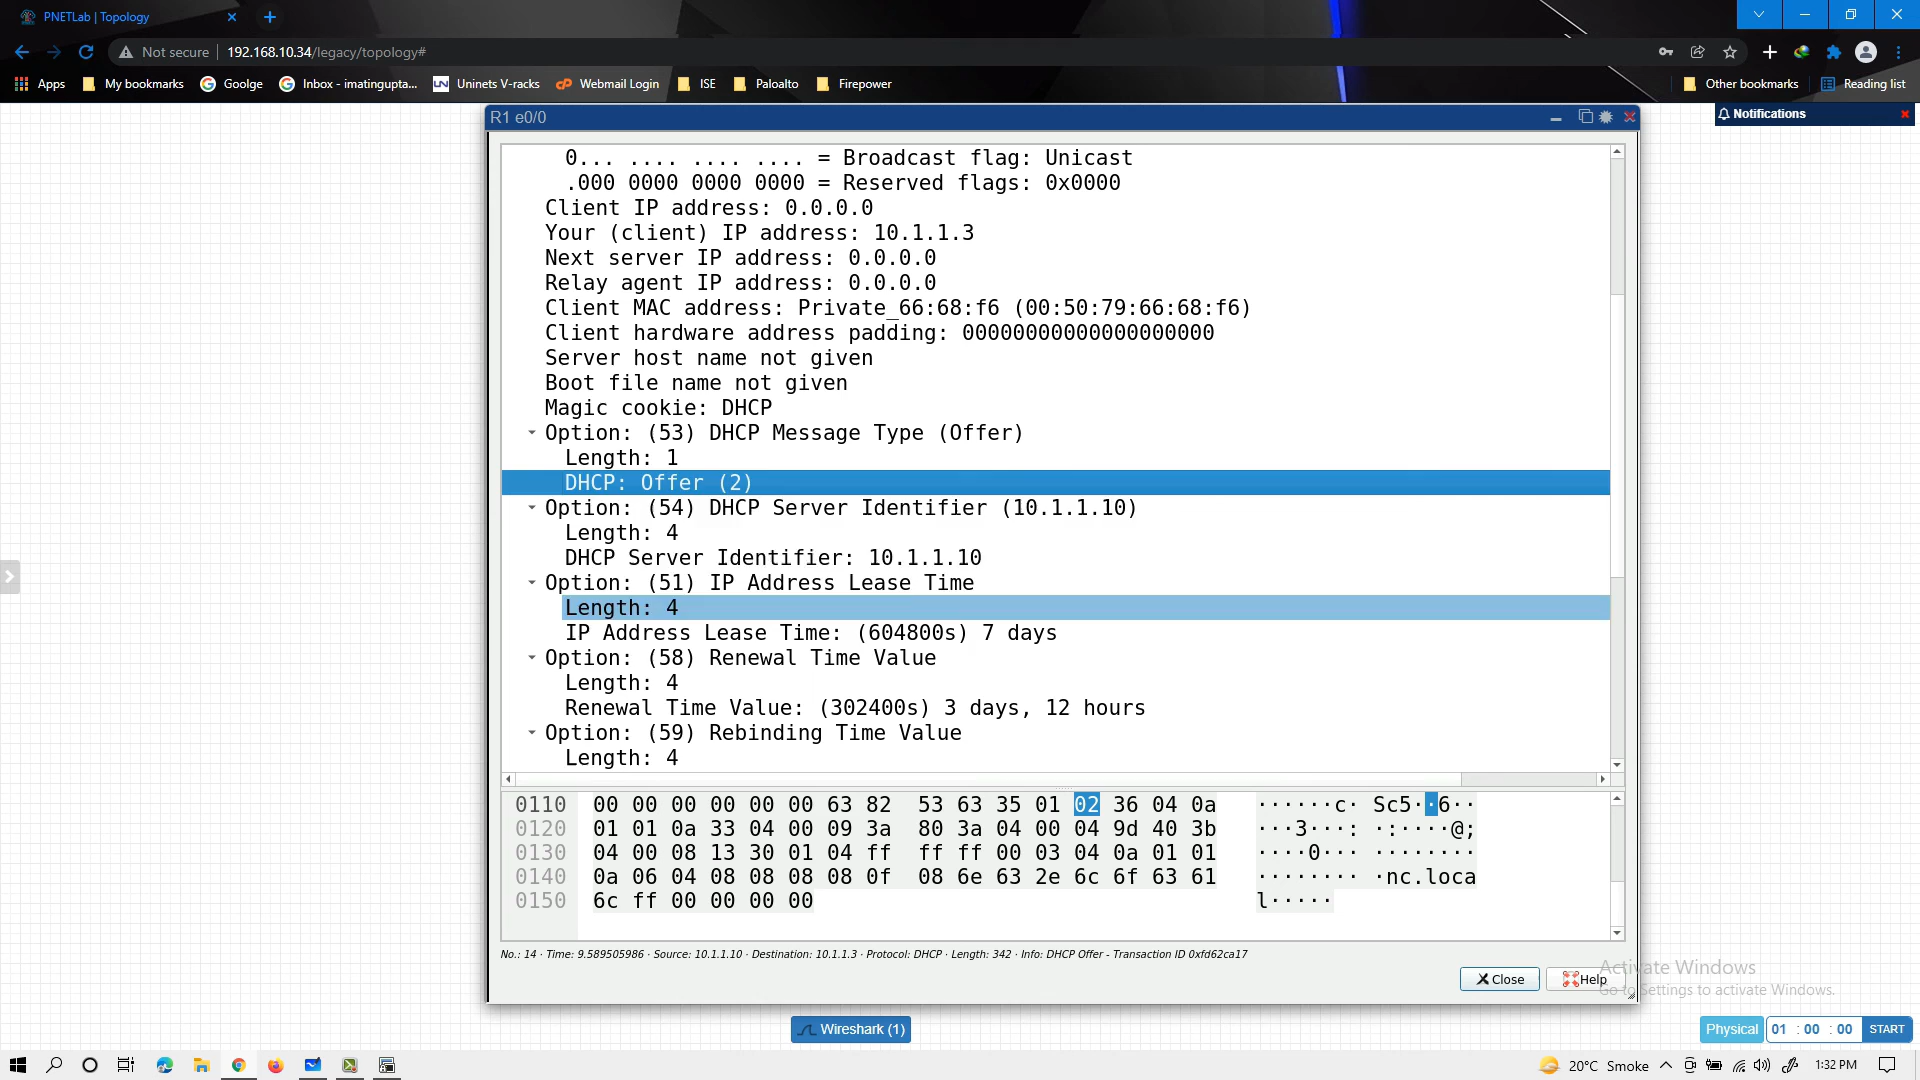 PNETLab | Topology
Not secure 192.168.10.34/legacy/topology#
Apps My bookmarks Goolge Inbox - imatingupta... Uninets V-racks Webmail Login ISE Paloalto Firepower Other bookmarks Reading list
R1 e0/0
Notifications
0... .... .... .... = Broadcast flag: Unicast
.000 0000 0000 0000 = Reserved flags: 0x0000
Client IP address: 0.0.0.0
Your (client) IP address: 10.1.1.3
Next server IP address: 0.0.0.0
Relay agent IP address: 0.0.0.0
Client MAC address: Private_66:68:f6 (00:50:79:66:68:f6)
Client hardware address padding: 00000000000000000000
Server host name not given
Boot file name not given
Magic cookie: DHCP
Option: (53) DHCP Message Type (Offer)
Length: 1
DHCP: Offer (2)
Option: (54) DHCP Server Identifier (10.1.1.10)
Length: 4
DHCP Server Identifier: 10.1.1.10
Option: (51) IP Address Lease Time
Length: 4
IP Address Lease Time: (604800s) 7 days
Option: (58) Renewal Time Value
Length: 4
Renewal Time Value: (302400s) 3 days, 12 hours
Option: (59) Rebinding Time Value
Length: 4
0110 00 00 00 00 00 00 63 82 53 63 35 01 02 36 04 0a ······c· Sc5··6··
0120 01 01 0a 33 04 00 09 3a 80 3a 04 00 04 9d 40 3b ···3···: ·:····@;
0130 04 00 08 13 30 01 04 ff ff ff 00 03 04 0a 01 01 ····0··· ········
0140 0a 06 04 08 08 08 08 0f 08 6e 63 2e 6c 6f 63 61 ········ ·nc.loca
0150 6c ff 00 00 00 00 l·····
No.: 14 · Time: 9.589505986 · Source: 10.1.1.10 · Destination: 10.1.1.3 · Protocol: DHCP · Length: 342 · Info: DHCP Offer - Transaction ID 0xfd62ca17
Close Help
Activate Windows
Go to Settings to activate Windows.
Wireshark (1)
Physical 01 : 00 : 00 START
20°C Smoke 1:32 PM